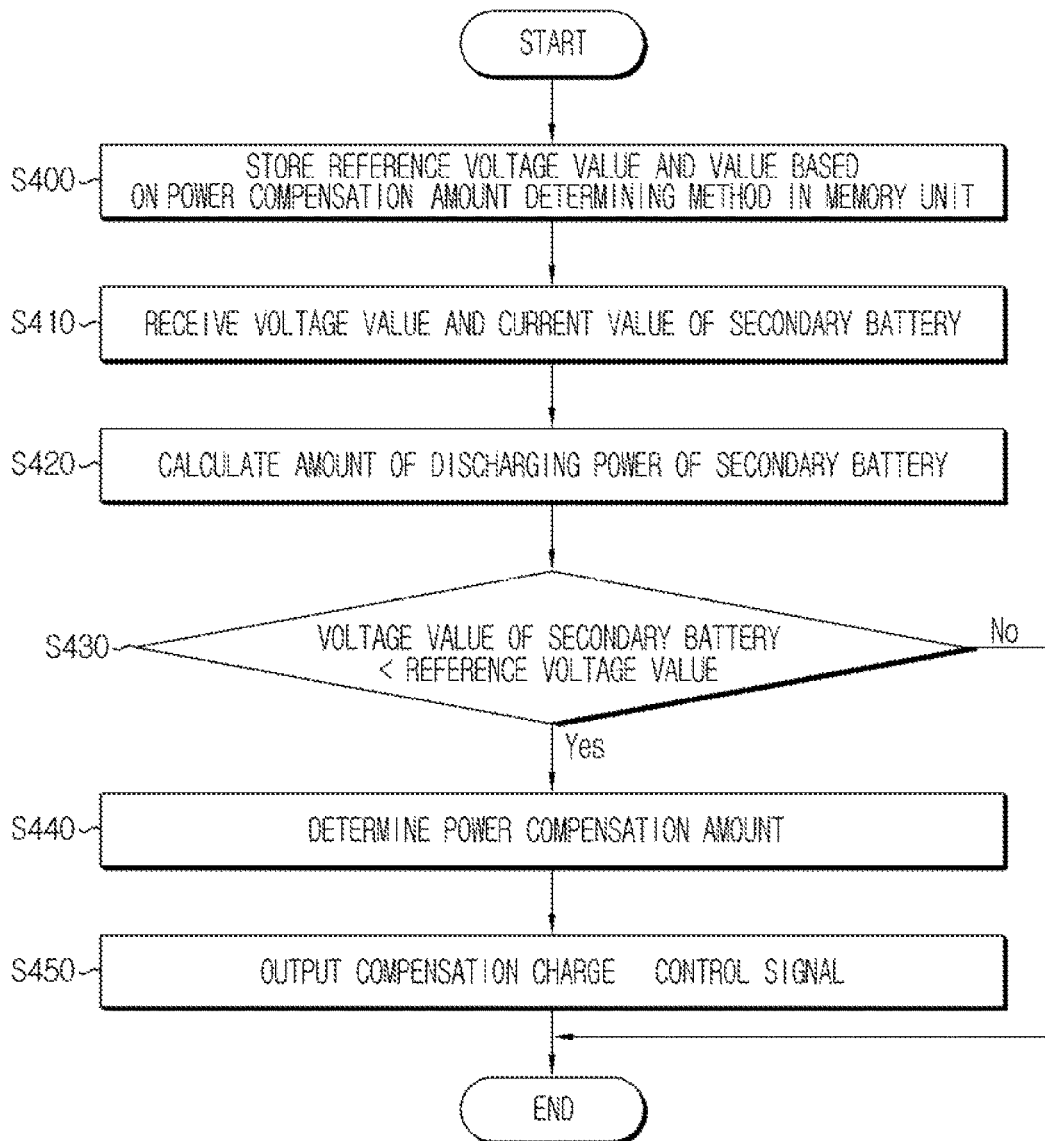 START
S400
STORE REFERENCE VOLTAGE VALUE AND VALUE BASED
ON POWER COMPENSATION AMOUNT DETERMINING METHOD IN MEMORY UNIT
S410
RECEIVE VOLTAGE VALUE AND CURRENT VALUE OF SECONDARY BATTERY
S420
CALCULATE AMOUNT OF DISCHARGING POWER OF SECONDARY BATTERY
S430
VOLTAGE VALUE OF SECONDARY BATTERY
< REFERENCE VOLTAGE VALUE
No
Yes
S440
DETERMINE POWER COMPENSATION AMOUNT
S450
OUTPUT COMPENSATION CHARGE CONTROL SIGNAL
END